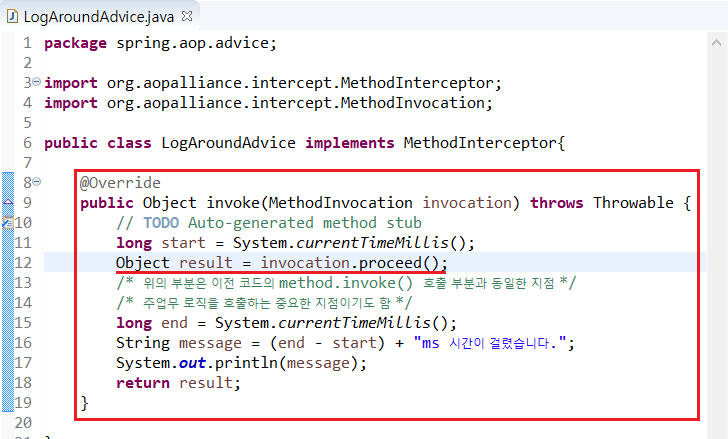 LogAroundAdvice.java
1 package spring.aop.advice;
2
3 import org.aopalliance.intercept.MethodInterceptor;
4 import org.aopalliance.intercept.MethodInvocation;
5
6 public class LogAroundAdvice implements MethodInterceptor{
7
8 @Override
9 public Object invoke(MethodInvocation invocation) throws Throwable {
10 // TODO Auto-generated method stub
11 long start = System.currentTimeMillis();
12 Object result = invocation.proceed();
13 /* 위의 부분은 이전 코드의 method.invoke() 호출 부분과 동일한 지점 */
14 /* 주업무 로직을 호출하는 중요한 지점이기도 함 */
15 long end = System.currentTimeMillis();
16 String message = (end - start) + "ms 시간이 걸렸습니다.";
17 System.out.println(message);
18 return result;
19 }
20